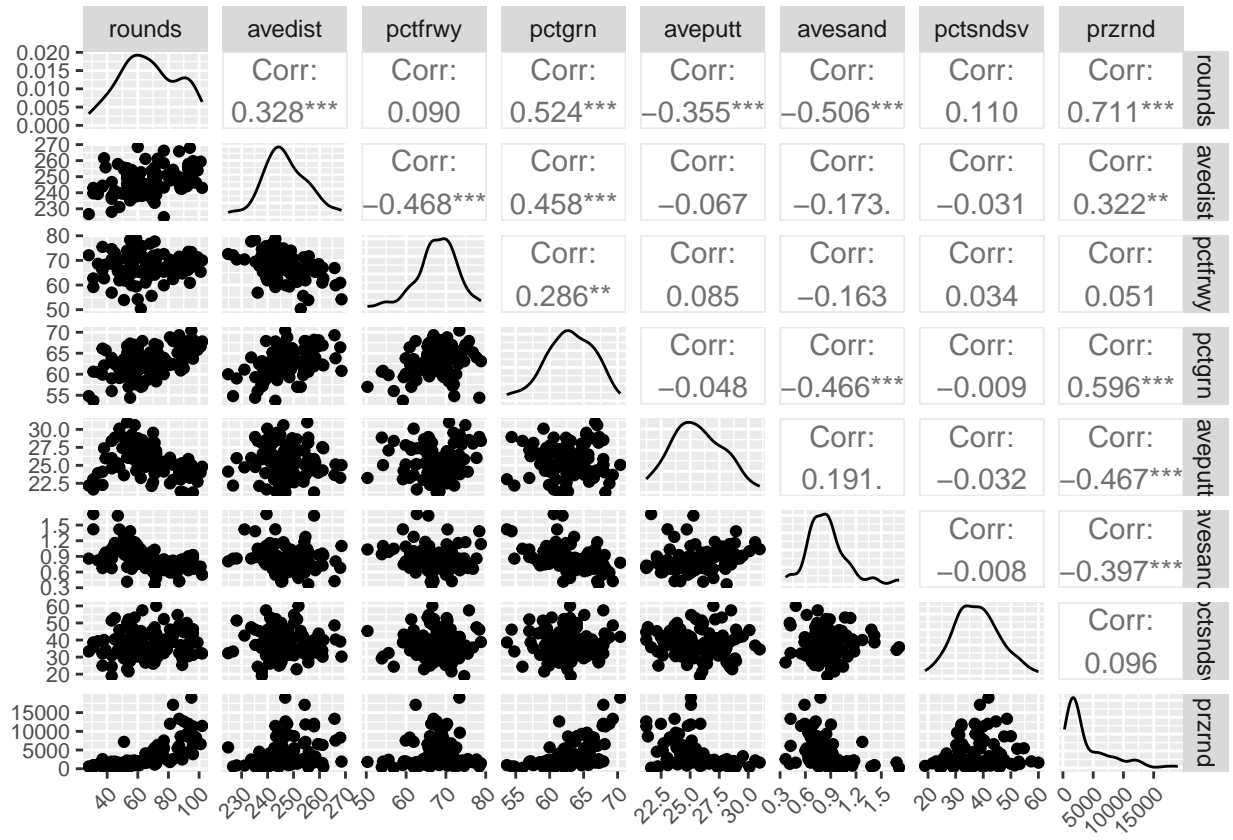 rounds avedist pctfrwy pctgrn aveputt avesand pctsndsv przrnd
0.020
0.015
0.010
0.005
0.000
Corr: Corr: Corr: Corr: Corr: Corr: Corr:
0.328*** 0.090 0.524*** −0.355*** −0.506*** 0.110 0.711***
rounds
270
260
250
240
230
Corr: Corr: Corr: Corr: Corr: Corr:
−0.468*** 0.458*** −0.067 −0.173. −0.031 0.322**
avedist
80
70
60
50
Corr: Corr: Corr: Corr: Corr:
0.286** 0.085 −0.163 0.034 0.051
pctfrwy
70
65
60
55
Corr: Corr: Corr: Corr:
−0.048 −0.466*** −0.009 0.596***
pctgrn
30.0
27.5
25.0
22.5
Corr: Corr: Corr:
0.191. −0.032 −0.467***
aveputt
1.5
1.2
0.9
0.6
0.3
Corr: Corr:
−0.008 −0.397***
avesand
60
50
40
30
20
Corr:
0.096
pctsndsv
15000
10000
5000
0
przrnd
40 60 80 100 230 240 250 260 270 50 60 70 80 55 60 65 70 22.5 25.0 27.5 30.0 0.3 0.6 0.9 1.2 1.5 20 30 40 50 60 0 5000 10000 15000